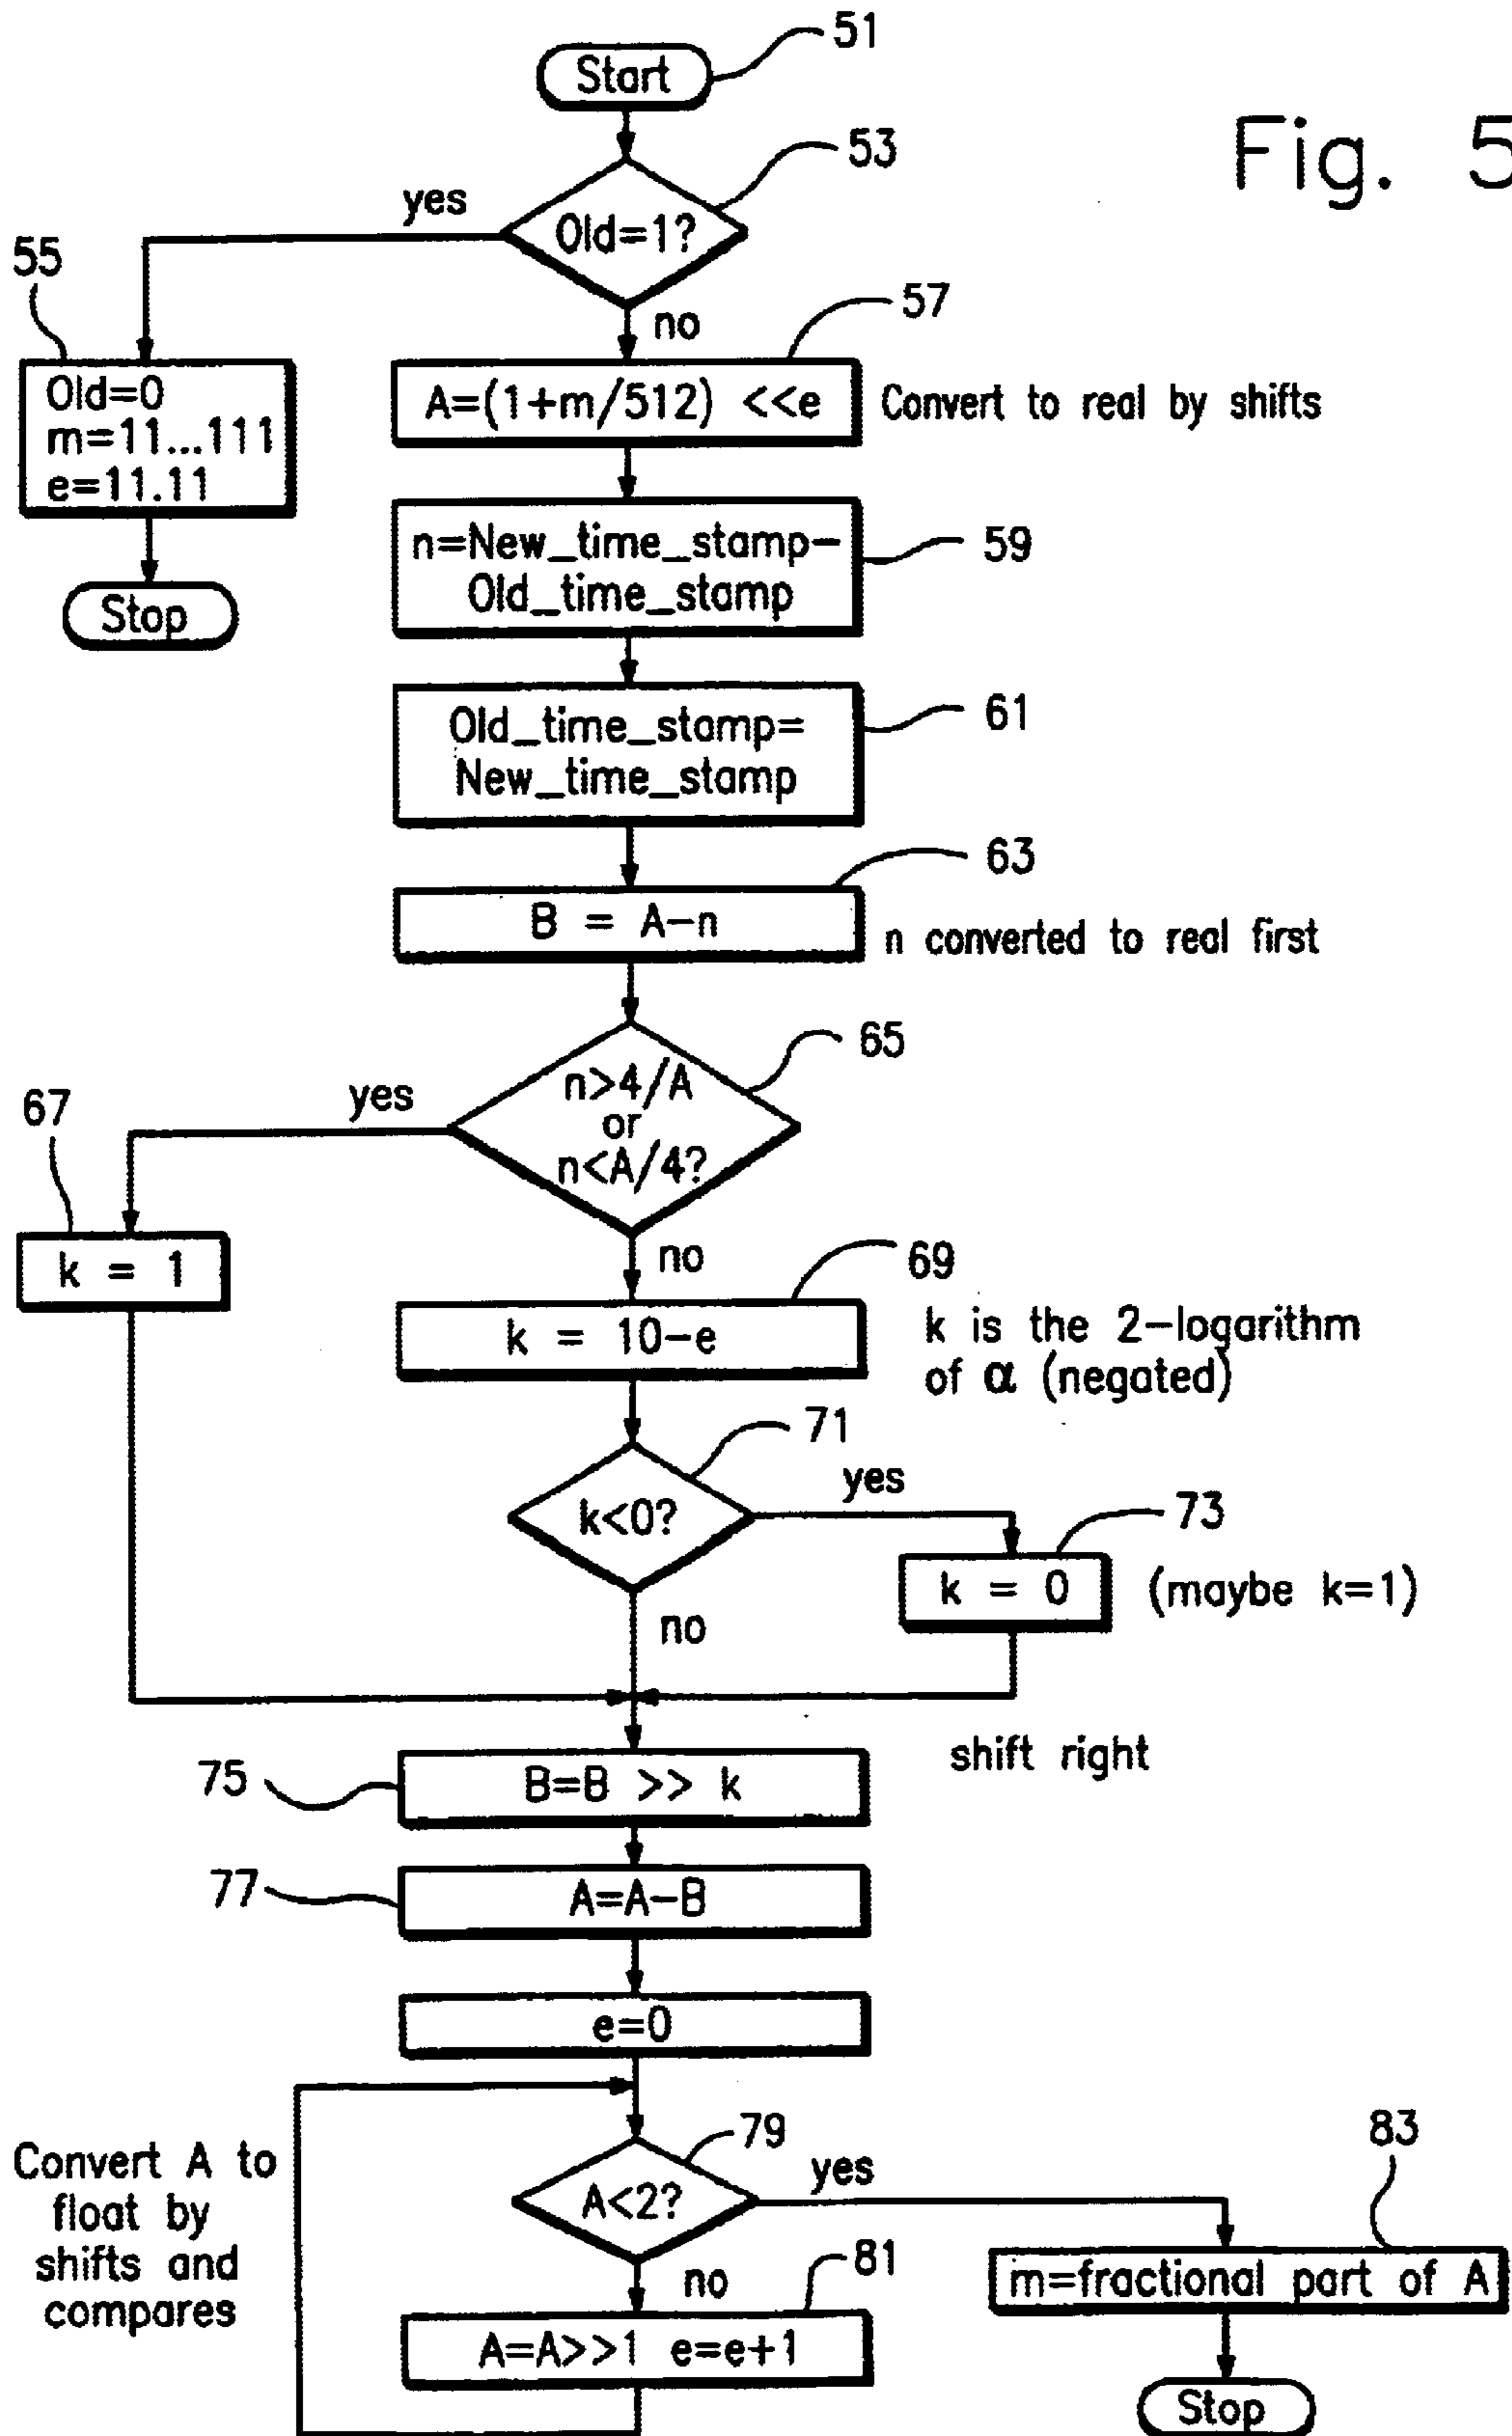 Fig. 5
Start
51
53
Old=1?
yes
no
55
Old=0
m=11...111
e=11.11
Stop
57
A=(1+m/512) <<e
Convert to real by shifts
n=New_time_stamp-
Old_time_stamp
59
Old_time_stamp=
New_time_stamp
61
63
B = A-n
n converted to real first
65
n>4/A
or
n<A/4?
yes
no
67
k = 1
69
k = 10-e
k is the 2-logarithm
of α (negated)
71
k<0?
yes
no
73
k = 0
(maybe k=1)
shift right
75
B=B >> k
77
A=A-B
e=0
Convert A to
float by
shifts and
compares
79
A<2?
yes
no
81
A=A>>1 e=e+1
83
m=fractional part of A
Stop